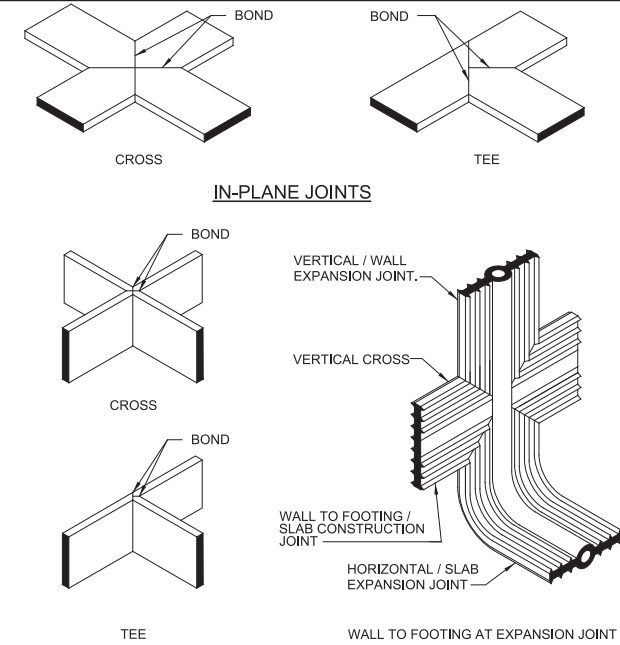 BOND
BOND
CROSS
TEE
IN-PLANE JOINTS
BOND
CROSS
BOND
TEE
VERTICAL / WALL
EXPANSION JOINT.
VERTICAL CROSS
WALL TO FOOTING /
SLAB CONSTRUCTION
JOINT
HORIZONTAL / SLAB
EXPANSION JOINT
WALL TO FOOTING AT EXPANSION JOINT